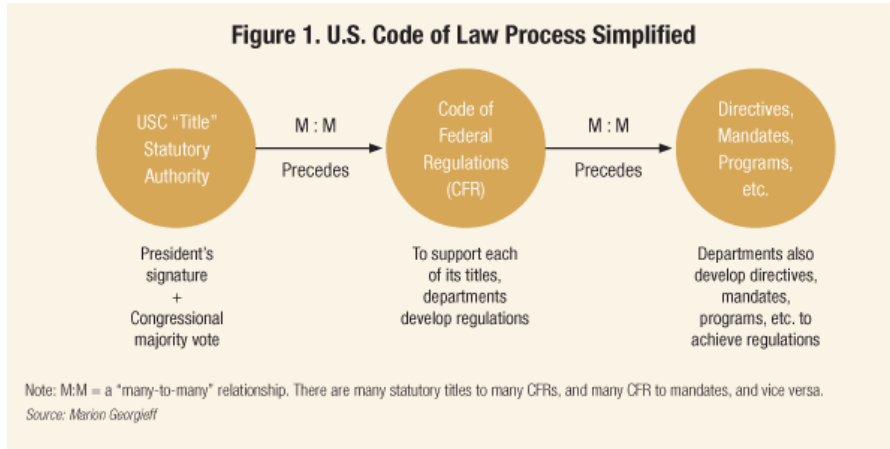 Figure 1. U.S. Code of Law Process Simplified
USC “Title”
Statutory
Authority
M : M
Precedes
Code of
Federal
Regulations
(CFR)
M : M
Precedes
Directives,
Mandates,
Programs,
etc.
President’s
signature
+
Congressional
majority vote
To support each
of its titles,
departments
develop regulations
Departments also
develop directives,
mandates,
programs, etc. to
achieve regulations
Note: M:M = a “many-to-many” relationship. There are many statutory titles to many CFRs, and many CFR to mandates, and vice versa.
Source: Marion Georgieff